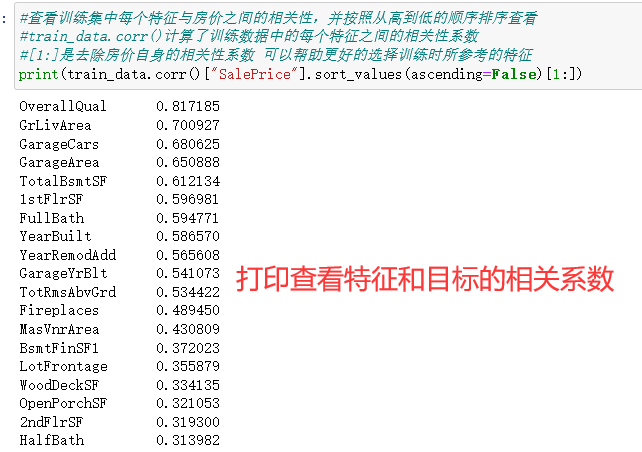 :
#查看训练集中每个特征与房价之间的相关性，并按照从高到低的顺序排序查看
#train_data.corr()计算了训练数据中的每个特征之间的相关性系数
#[1:]是去除房价自身的相关性系数 可以帮助更好的选择训练时所参考的特征
print(train_data.corr()["SalePrice"].sort_values(ascending=False)[1:])
OverallQual 0.817185
GrLivArea 0.700927
GarageCars 0.680625
GarageArea 0.650888
TotalBsmtSF 0.612134
1stFlrSF 0.596981
FullBath 0.594771
YearBuilt 0.586570
YearRemodAdd 0.565608
GarageYrBlt 0.541073
TotRmsAbvGrd 0.534422
Fireplaces 0.489450
MasVnrArea 0.430809
BsmtFinSF1 0.372023
LotFrontage 0.355879
WoodDeckSF 0.334135
OpenPorchSF 0.321053
2ndFlrSF 0.319300
HalfBath 0.313982
打印查看特征和目标的相关系数